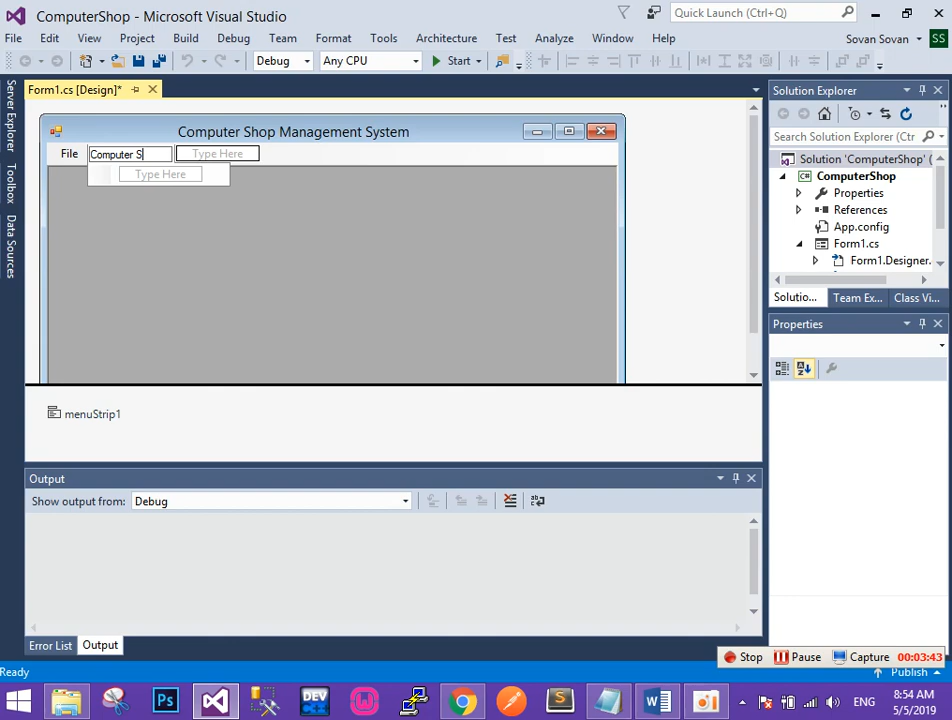 ComputerShop - Microsoft Visual Studio
Quick Launch (Ctrl+Q)
File Edit View Project Build Debug Team Format Tools Architecture Test Analyze Window Help Sovan Sovan SS
Debug Any CPU Start
Server Explorer
Toolbox
Data Sources
Form1.cs [Design]*
Computer Shop Management System
File Computer S Type Here
Type Here
menuStrip1
Output
Show output from: Debug
Error List Output
Solution Explorer
Search Solution Explorer (Ctrl
Solution 'ComputerShop' (
C# ComputerShop
Properties
References
App.config
Form1.cs
Form1.Designer.
Solutio... Team Ex... Class Vi...
Properties
Ready
Stop Pause Capture 00:03:43
Publish
Ps DEV C++ ENG
8:54 AM
5/5/2019